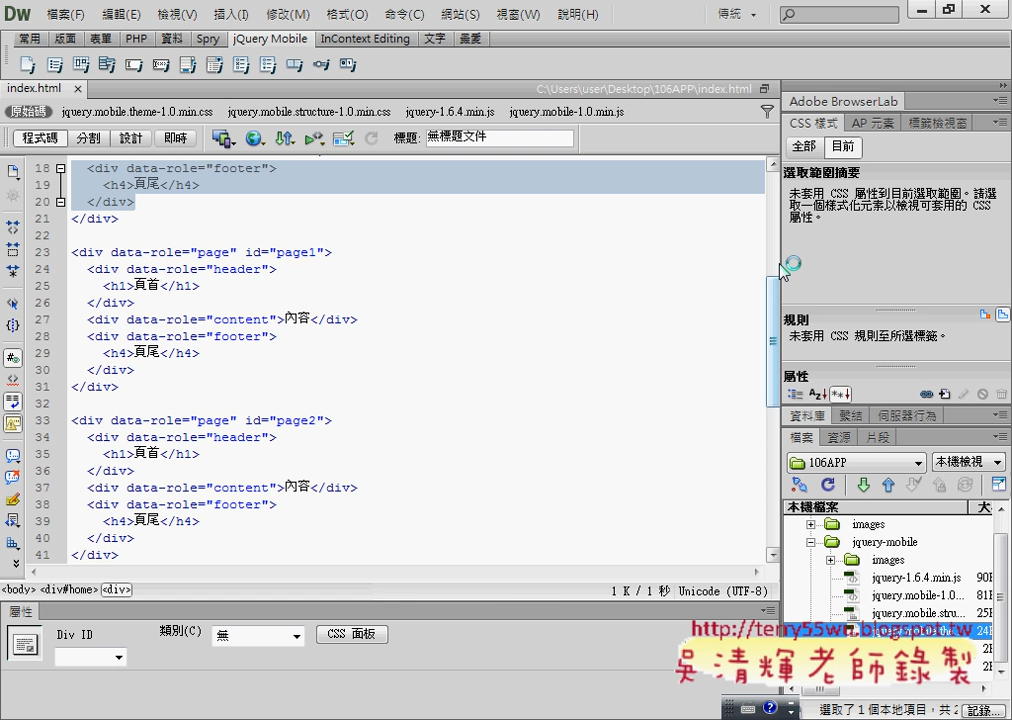 Dw 檔案(F) 編輯(E) 檢視(V) 插入(I) 修改(M) 格式(O) 命令(C) 網站(S) 視窗(W) 說明(H) 傳統
常用 版面 表單 PHP 資料 Spry jQuery Mobile InContext Editing 文字 最愛
index.html × C:\Users\user\Desktop\106APP\index.html
原始碼 jquery.mobile.theme-1.0.min.css jquery.mobile.structure-1.0.min.css jquery-1.6.4.min.js jquery.mobile-1.0.min.js
程式碼 分割 設計 即時 標題: 無標題文件
18 <div data-role="footer">
19 <h4>頁尾</h4>
20 </div>
21 </div>
22
23 <div data-role="page" id="page1">
24 <div data-role="header">
25 <h1>頁首</h1>
26 </div>
27 <div data-role="content">內容</div>
28 <div data-role="footer">
29 <h4>頁尾</h4>
30 </div>
31 </div>
32
33 <div data-role="page" id="page2">
34 <div data-role="header">
35 <h1>頁首</h1>
36 </div>
37 <div data-role="content">內容</div>
38 <div data-role="footer">
39 <h4>頁尾</h4>
40 </div>
41 </div>
<body> <div#home> <div> 1 K / 1 秒 Unicode (UTF-8)
屬性
Div ID 類別(C) 無 CSS 面板
Adobe BrowserLab
CSS 樣式 AP 元素 標籤檢視窗
全部 目前
選取範圍摘要
未套用 CSS 屬性到目前選取範圍。請選
取一個樣式化元素以檢視可套用的 CSS
屬性。
規則
未套用 CSS 規則至所選標籤。
屬性
資料庫 繫結 伺服器行為
檔案 資源 片段
106APP 本機檢視
本機檔案 大
images
jquery-mobile
images
jquery-1.6.4.min.js 90
jquery.mobile-1.0... 81
jquery.mobile.stru... 25
http://terry55wu.blogspot.tw
吳清輝老師錄製
選取了 1 個本地項目，共 2 記錄...